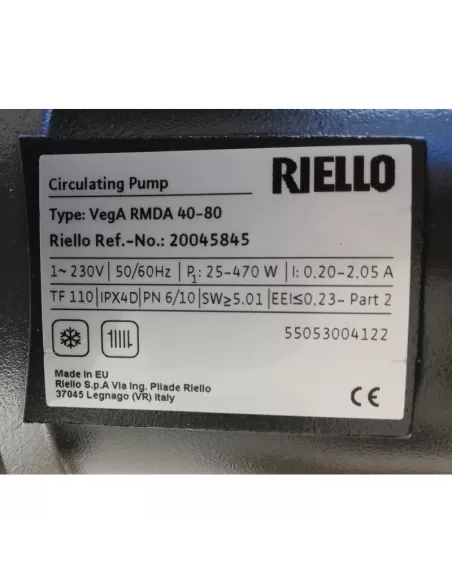 RIELLO
Circulating Pump
Type: VegA RMDA 40-80
Riello Ref.-No.: 20045845
1~ 230V | 50/60Hz | P1: 25-470 W | I: 0,20-2,05 A
TF 110 | IPX4D | PN 6/10 | SW≥5.01 | EEI≤0,23- Part 2
55053004122
Made in EU
Riello S.p.A Via Ing. Pilade Riello
37045 Legnago (VR) Italy
CE